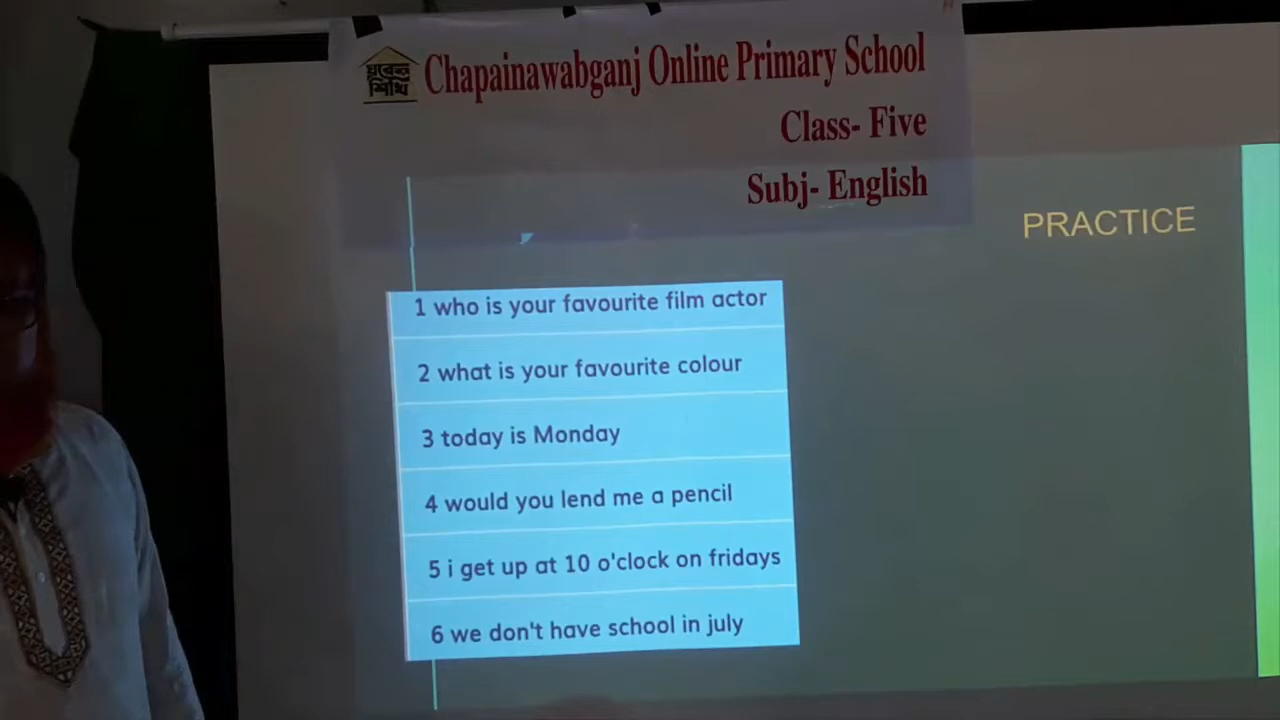 ঘরে বসে
শিখি
Chapainawabganj Online Primary School
Class- Five
Subj- English
PRACTICE
1 who is your favourite film actor
2 what is your favourite colour
3 today is Monday
4 would you lend me a pencil
5 i get up at 10 o'clock on fridays
6 we don't have school in july